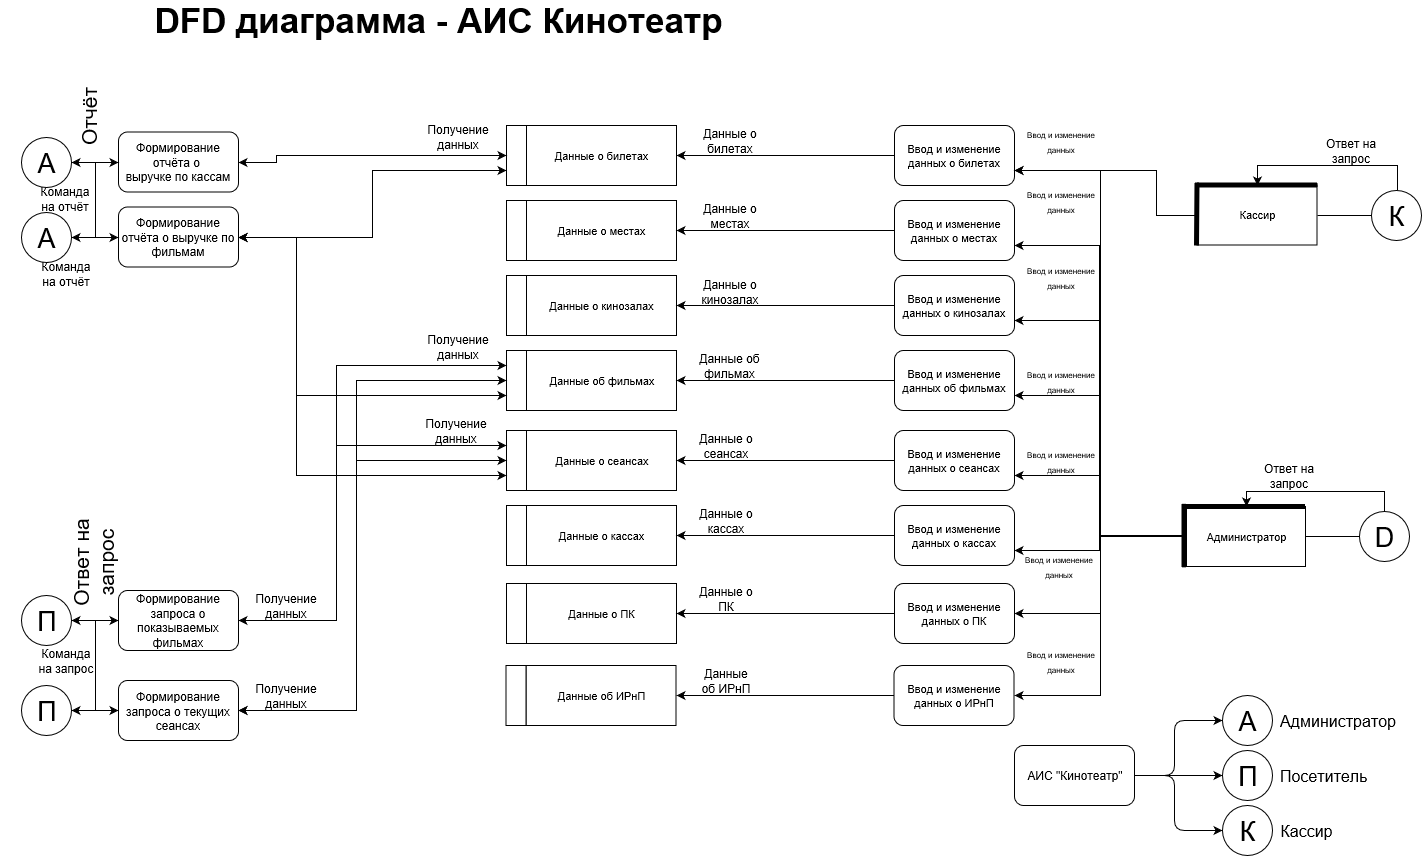 DFD диаграмма - АИС Кинотеатр
Отчёт
А
Команда
на отчёт
А
Команда
на отчёт
Формирование
отчёта о
выручке по кассам
Формирование
отчёта о выручке по
фильмам
Ответ на
запрос
П
Команда
на запрос
П
Формирование
запроса о
показываемых
фильмах
Формирование
запроса о текущих
сеансах
Получение
данных
Получение
данных
Получение
данных
Получение
данных
Получение
данных
Данные о билетах
Данные о местах
Данные о кинозалах
Данные об фильмах
Данные о сеансах
Данные о кассах
Данные о ПК
Данные об ИРнП
Данные о
билетах
Данные о
местах
Данные о
кинозалах
Данные об
фильмах
Данные о
сеансах
Данные о
кассах
Данные о
ПК
Данные
об ИРнП
Ввод и изменение
данных о билетах
Ввод и изменение
данных о местах
Ввод и изменение
данных о кинозалах
Ввод и изменение
данных об фильмах
Ввод и изменение
данных о сеансах
Ввод и изменение
данных о кассах
Ввод и изменение
данных о ПК
Ввод и изменение
данных о ИРнП
Ввод и изменение
данных
Ввод и изменение
данных
Ввод и изменение
данных
Ввод и изменение
данных
Ввод и изменение
данных
Ввод и изменение
данных
Ввод и изменение
данных
Ответ на
запрос
Кассир
К
Ответ на
запрос
Администратор
D
АИС "Кинотеатр"
А
Администратор
П
Посетитель
К
Кассир